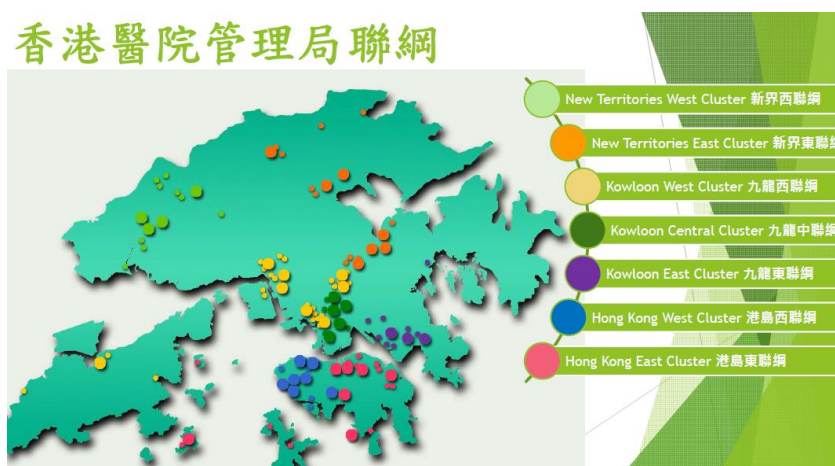 香港醫院管理局聯網
New Territories West Cluster 新界西聯網
New Territories East Cluster 新界東聯網
Kowloon West Cluster 九龍西聯網
Kowloon Central Cluster 九龍中聯網
Kowloon East Cluster 九龍東聯網
Hong Kong West Cluster 港島西聯網
Hong Kong East Cluster 港島東聯網